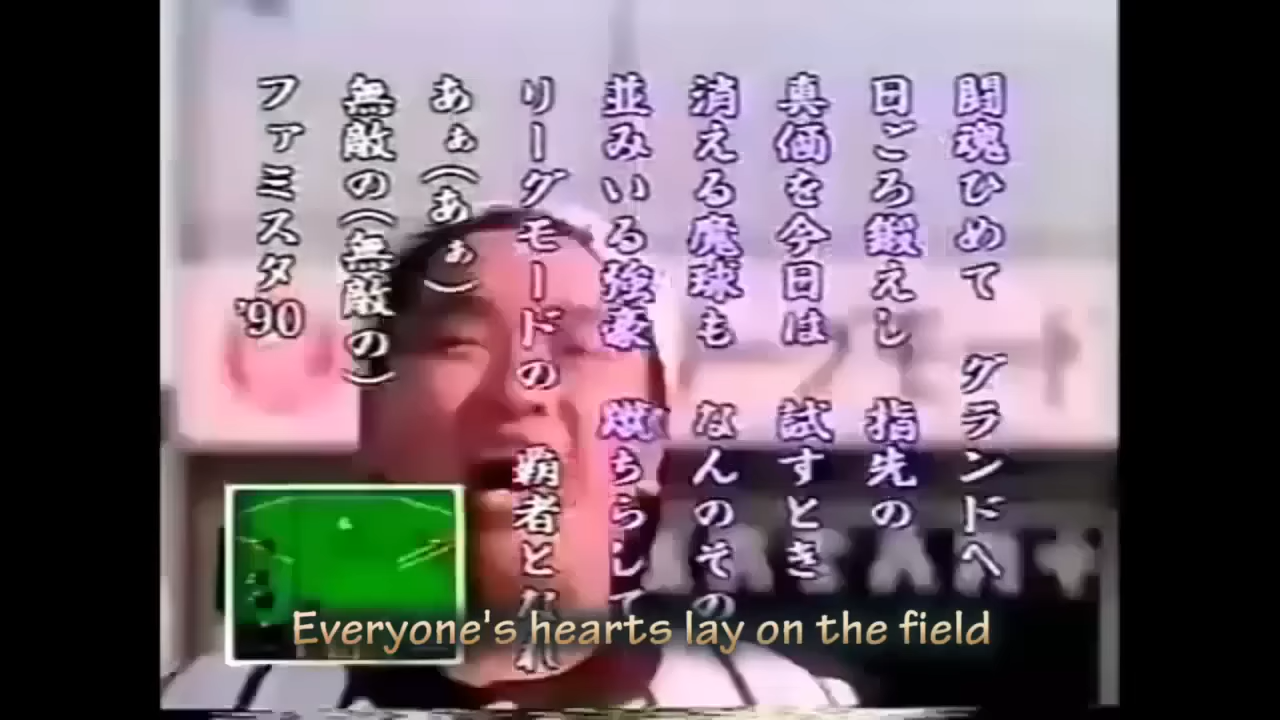 闘魂ひめて グランドへ
日ごろ鍛えし 指先の
真価を今日は 試すとき
消える魔球も なんのその
並みいる強豪 蹴ちらして
リーグモードの 覇者となれ
あぁ(あぁ)
無敵の(無敵の)
ファミスタ'90
Everyone's hearts lay on the field